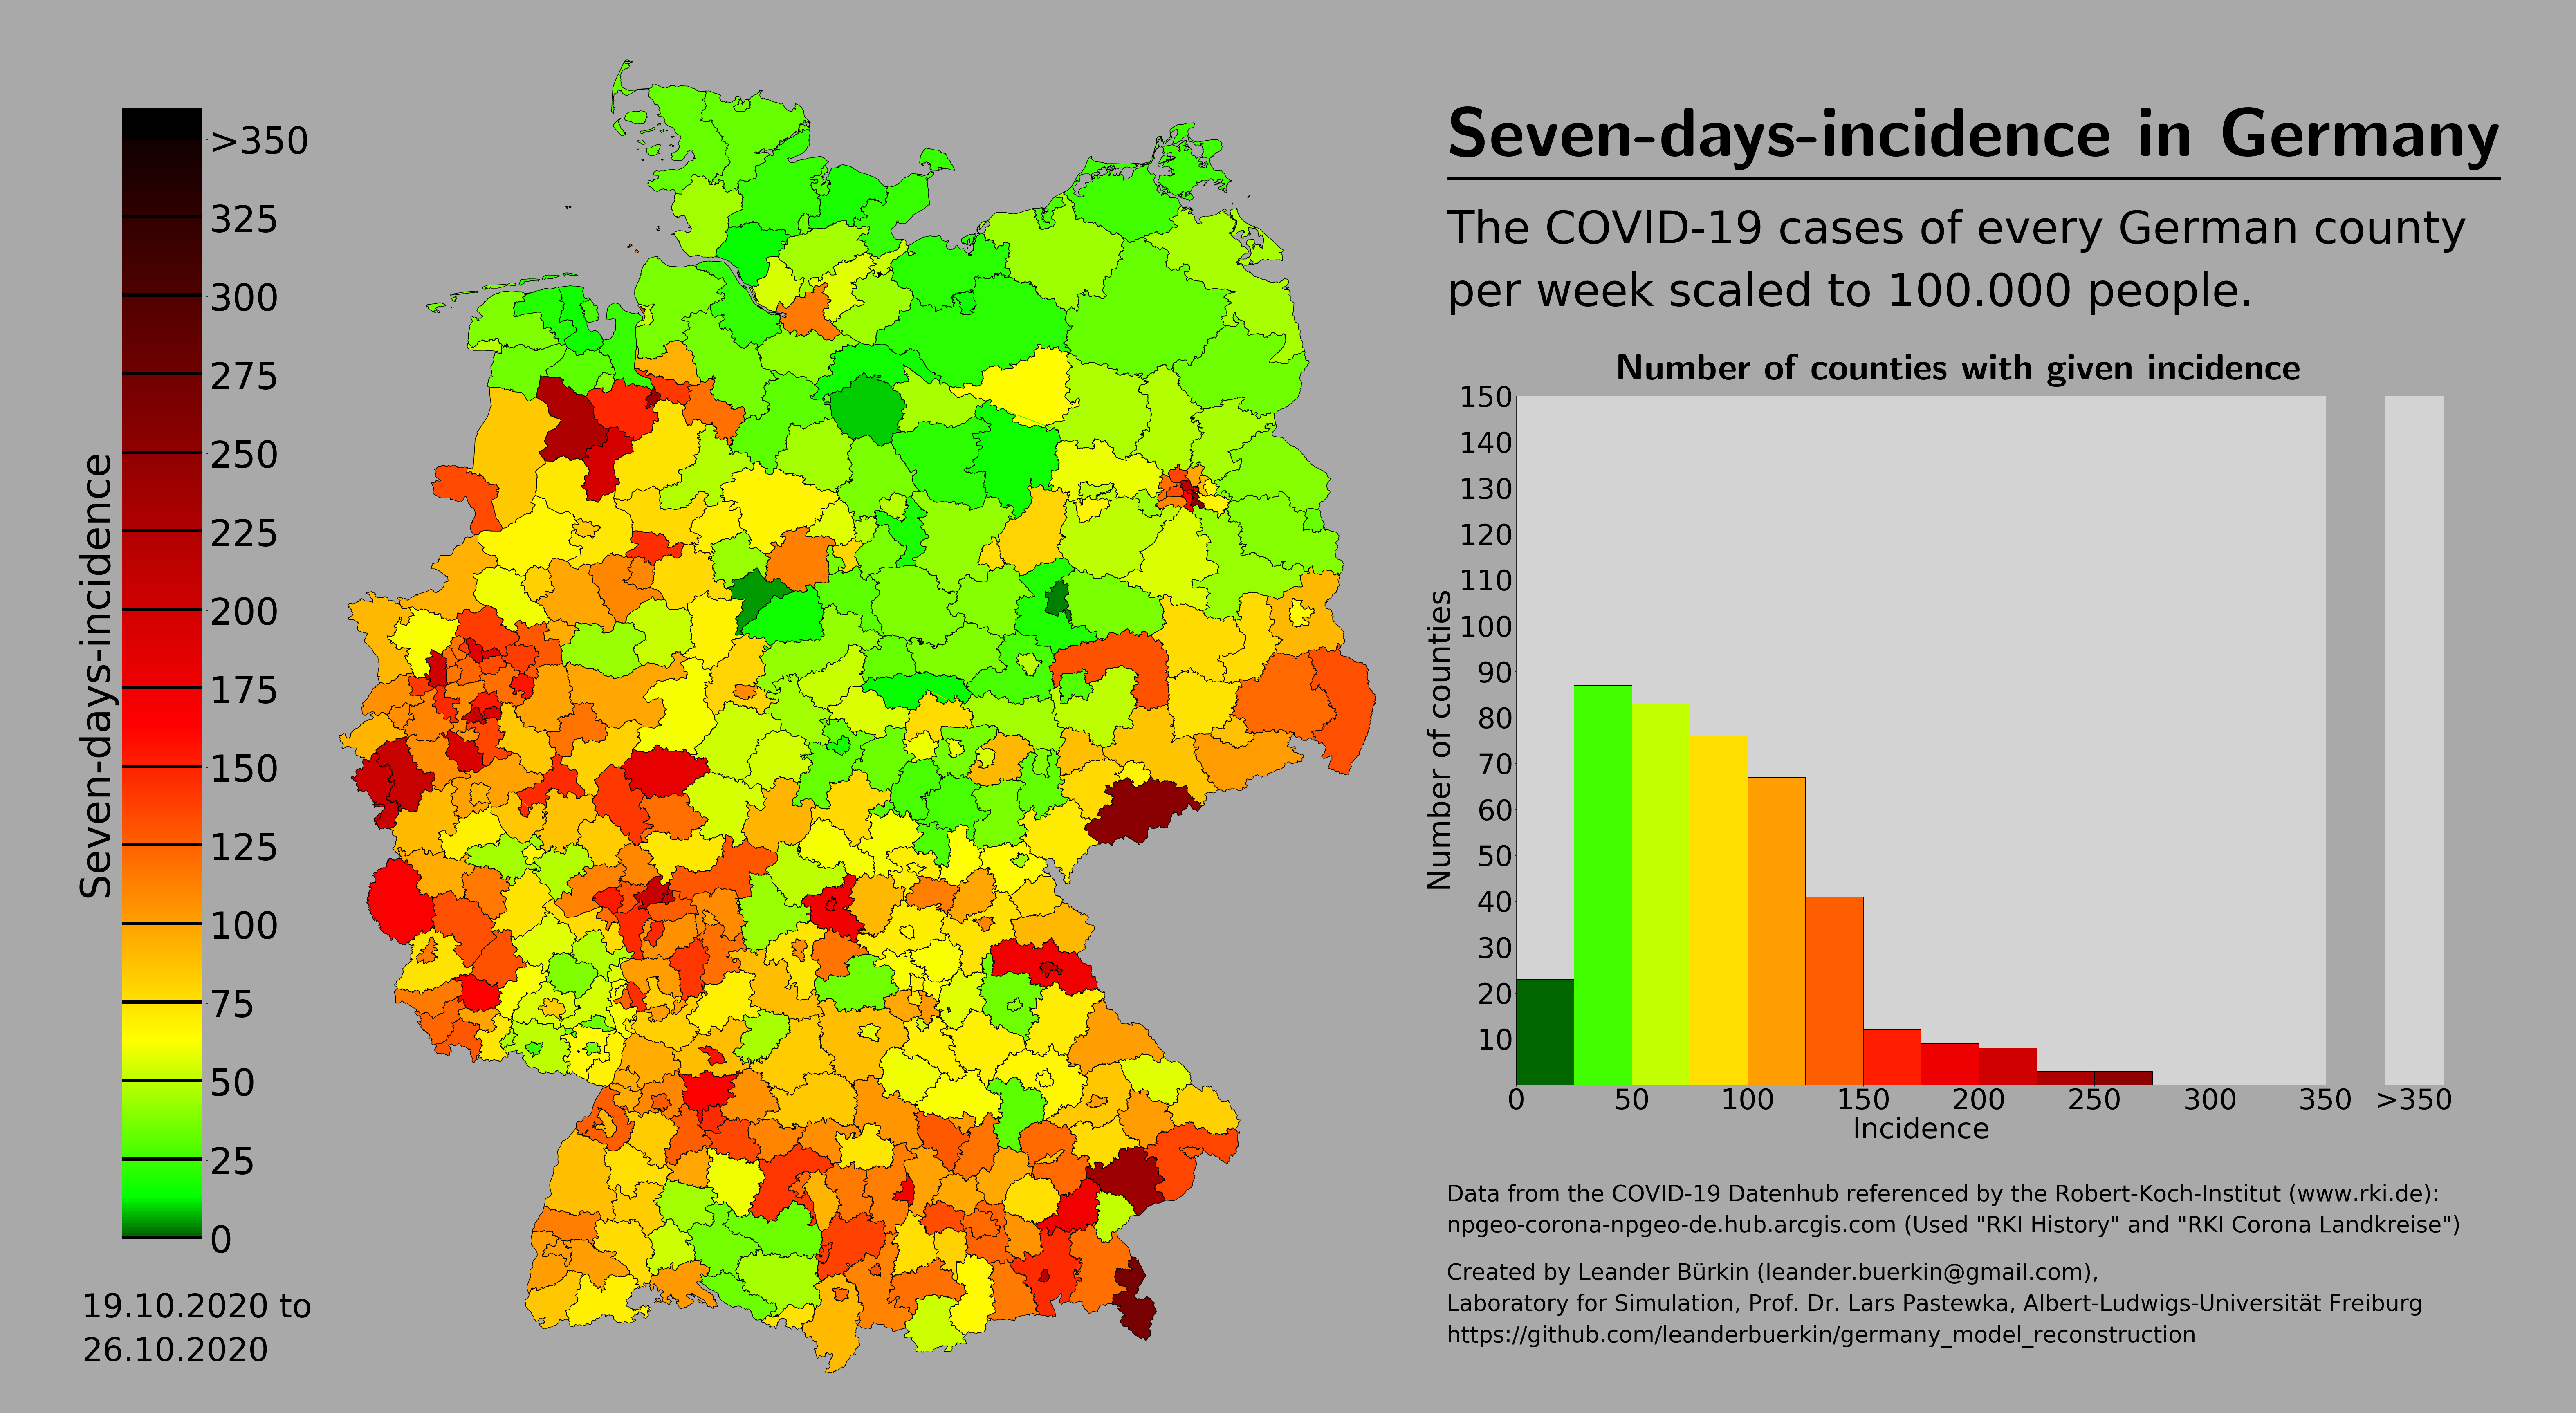 Seven-days-incidence in Germany
The COVID-19 cases of every German county
per week scaled to 100.000 people.
Seven-days-incidence
>350
325
300
275
250
225
200
175
150
125
100
75
50
25
0
19.10.2020 to
26.10.2020
Number of counties with given incidence
Number of counties
150
140
130
120
110
100
90
80
70
60
50
40
30
20
10
0 50 100 150 200 250 300 350 >350
Incidence
Data from the COVID-19 Datenhub referenced by the Robert-Koch-Institut (www.rki.de):
npgeo-corona-npgeo-de.hub.arcgis.com (Used "RKI History" and "RKI Corona Landkreise")
Created by Leander Bürkin (leander.buerkin@gmail.com),
Laboratory for Simulation, Prof. Dr. Lars Pastewka, Albert-Ludwigs-Universität Freiburg
https://github.com/leanderbuerkin/germany_model_reconstruction